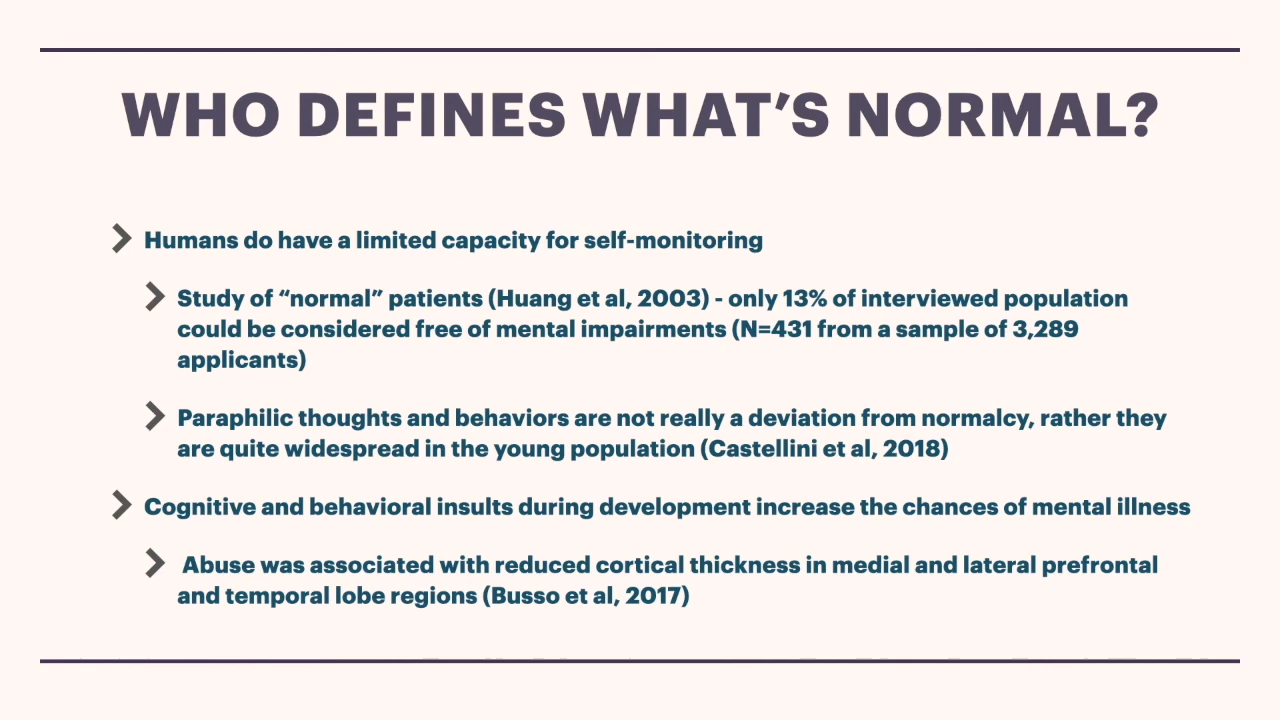 WHO DEFINES WHAT’S NORMAL?
Humans do have a limited capacity for self-monitoring
Study of “normal” patients (Huang et al, 2003) - only 13% of interviewed population
could be considered free of mental impairments (N=431 from a sample of 3,289
applicants)
Paraphilic thoughts and behaviors are not really a deviation from normalcy, rather they
are quite widespread in the young population (Castellini et al, 2018)
Cognitive and behavioral insults during development increase the chances of mental illness
Abuse was associated with reduced cortical thickness in medial and lateral prefrontal
and temporal lobe regions (Busso et al, 2017)